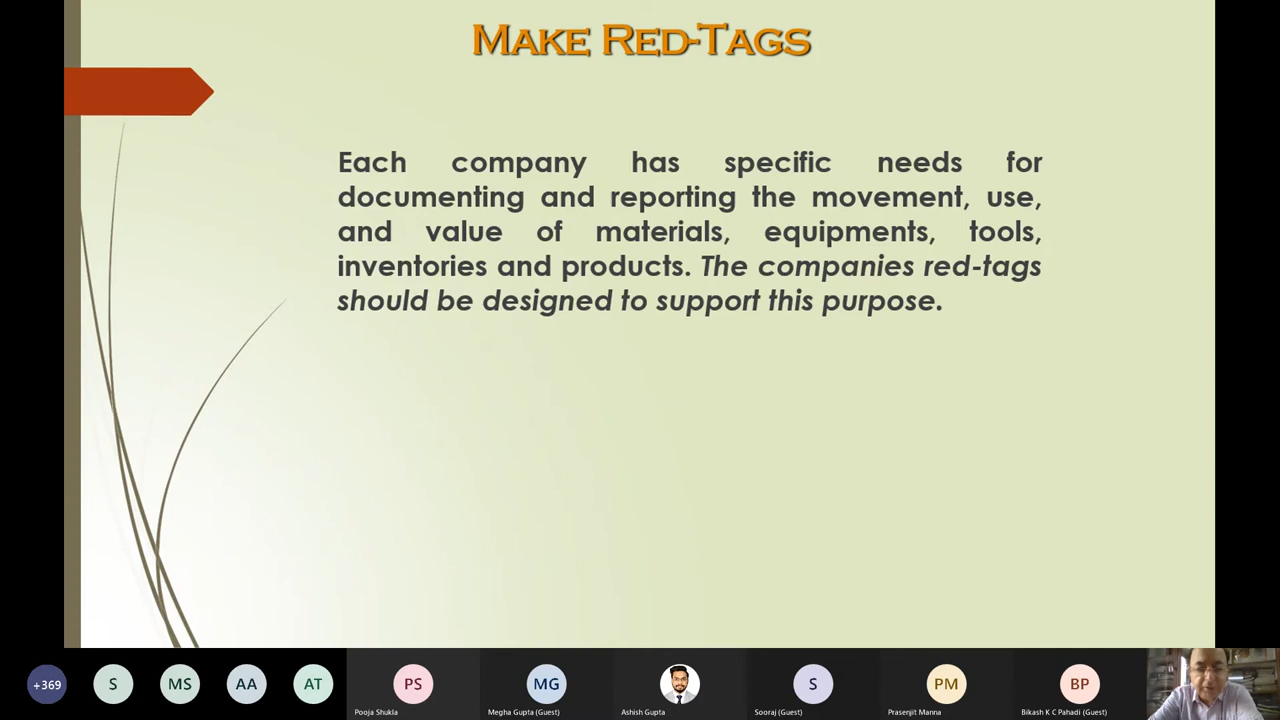 MAKE RED-TAGS
Each company has specific needs for
documenting and reporting the movement, use,
and value of materials, equipments, tools,
inventories and products. The companies red-tags
should be designed to support this purpose.
+369
S
MS
AA
AT
PS
MG
S
PM
BP
Pooja Shukla
Megha Gupta (Guest)
Ashish Gupta
Sooraj (Guest)
Prasenjit Manna
Bikash K C Pahadi (Guest)